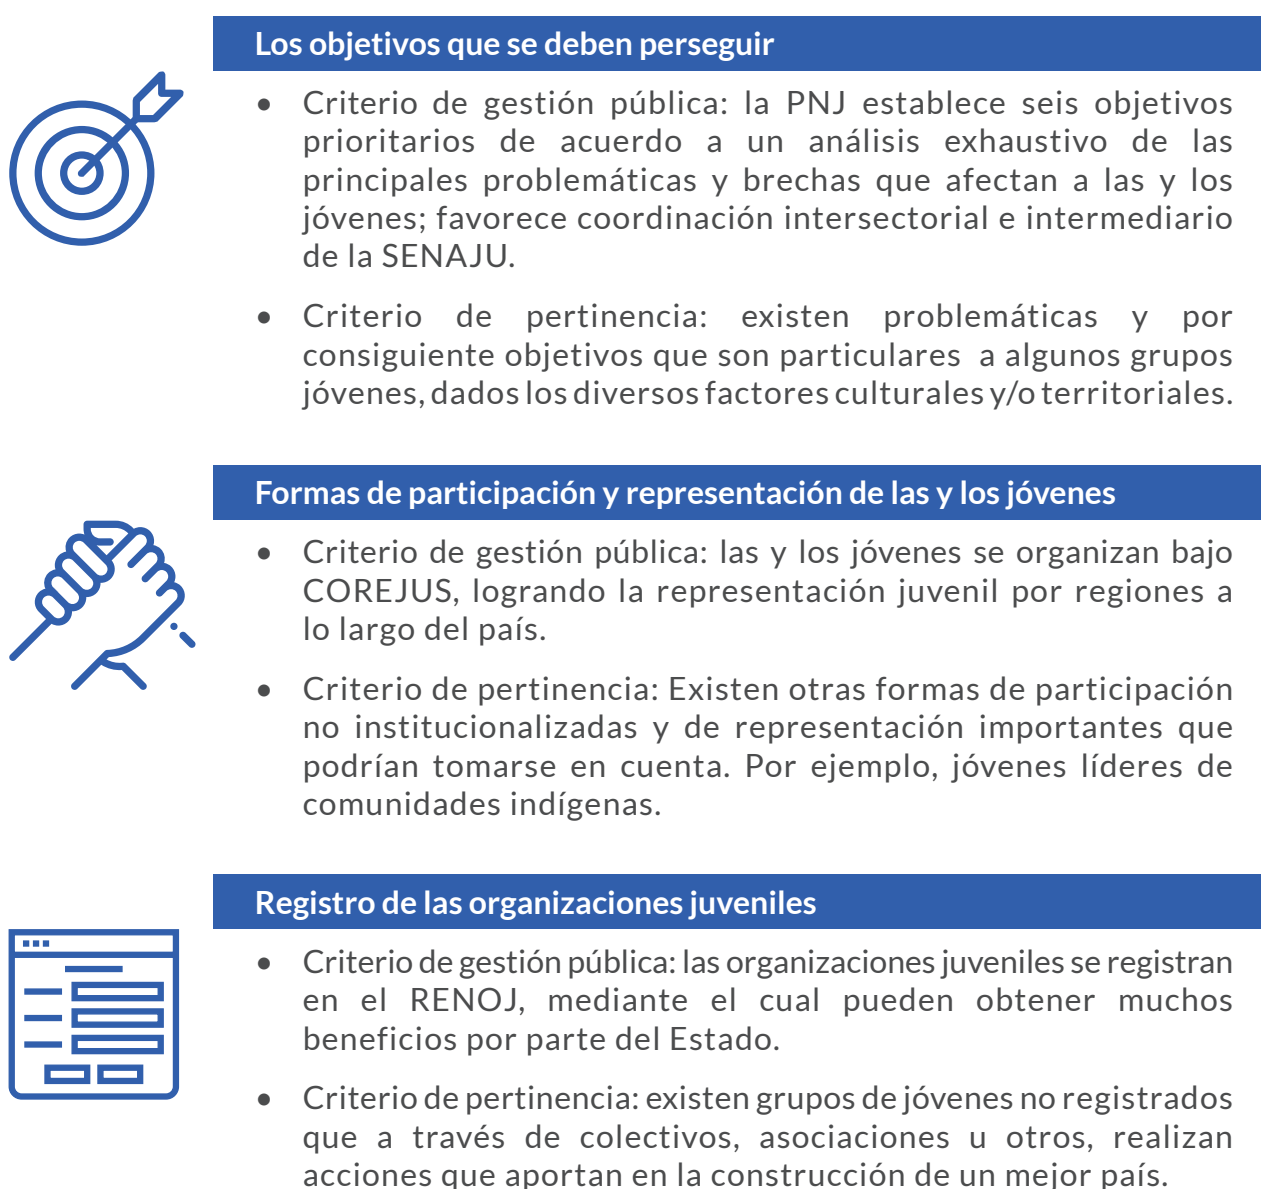 Los objetivos que se deben perseguir
• Criterio de gestión pública: la PNJ establece seis objetivos
prioritarios de acuerdo a un análisis exhaustivo de las
principales problemáticas y brechas que afectan a las y los
jóvenes; favorece coordinación intersectorial e intermediario
de la SENAJU.
• Criterio de pertinencia: existen problemáticas y por
consiguiente objetivos que son particulares a algunos grupos
jóvenes, dados los diversos factores culturales y/o territoriales.
Formas de participación y representación de las y los jóvenes
• Criterio de gestión pública: las y los jóvenes se organizan bajo
COREJUS, logrando la representación juvenil por regiones a
lo largo del país.
• Criterio de pertinencia: Existen otras formas de participación
no institucionalizadas y de representación importantes que
podrían tomarse en cuenta. Por ejemplo, jóvenes líderes de
comunidades indígenas.
Registro de las organizaciones juveniles
• Criterio de gestión pública: las organizaciones juveniles se registran
en el RENOJ, mediante el cual pueden obtener muchos
beneficios por parte del Estado.
• Criterio de pertinencia: existen grupos de jóvenes no registrados
que a través de colectivos, asociaciones u otros, realizan
acciones que aportan en la construcción de un mejor país.